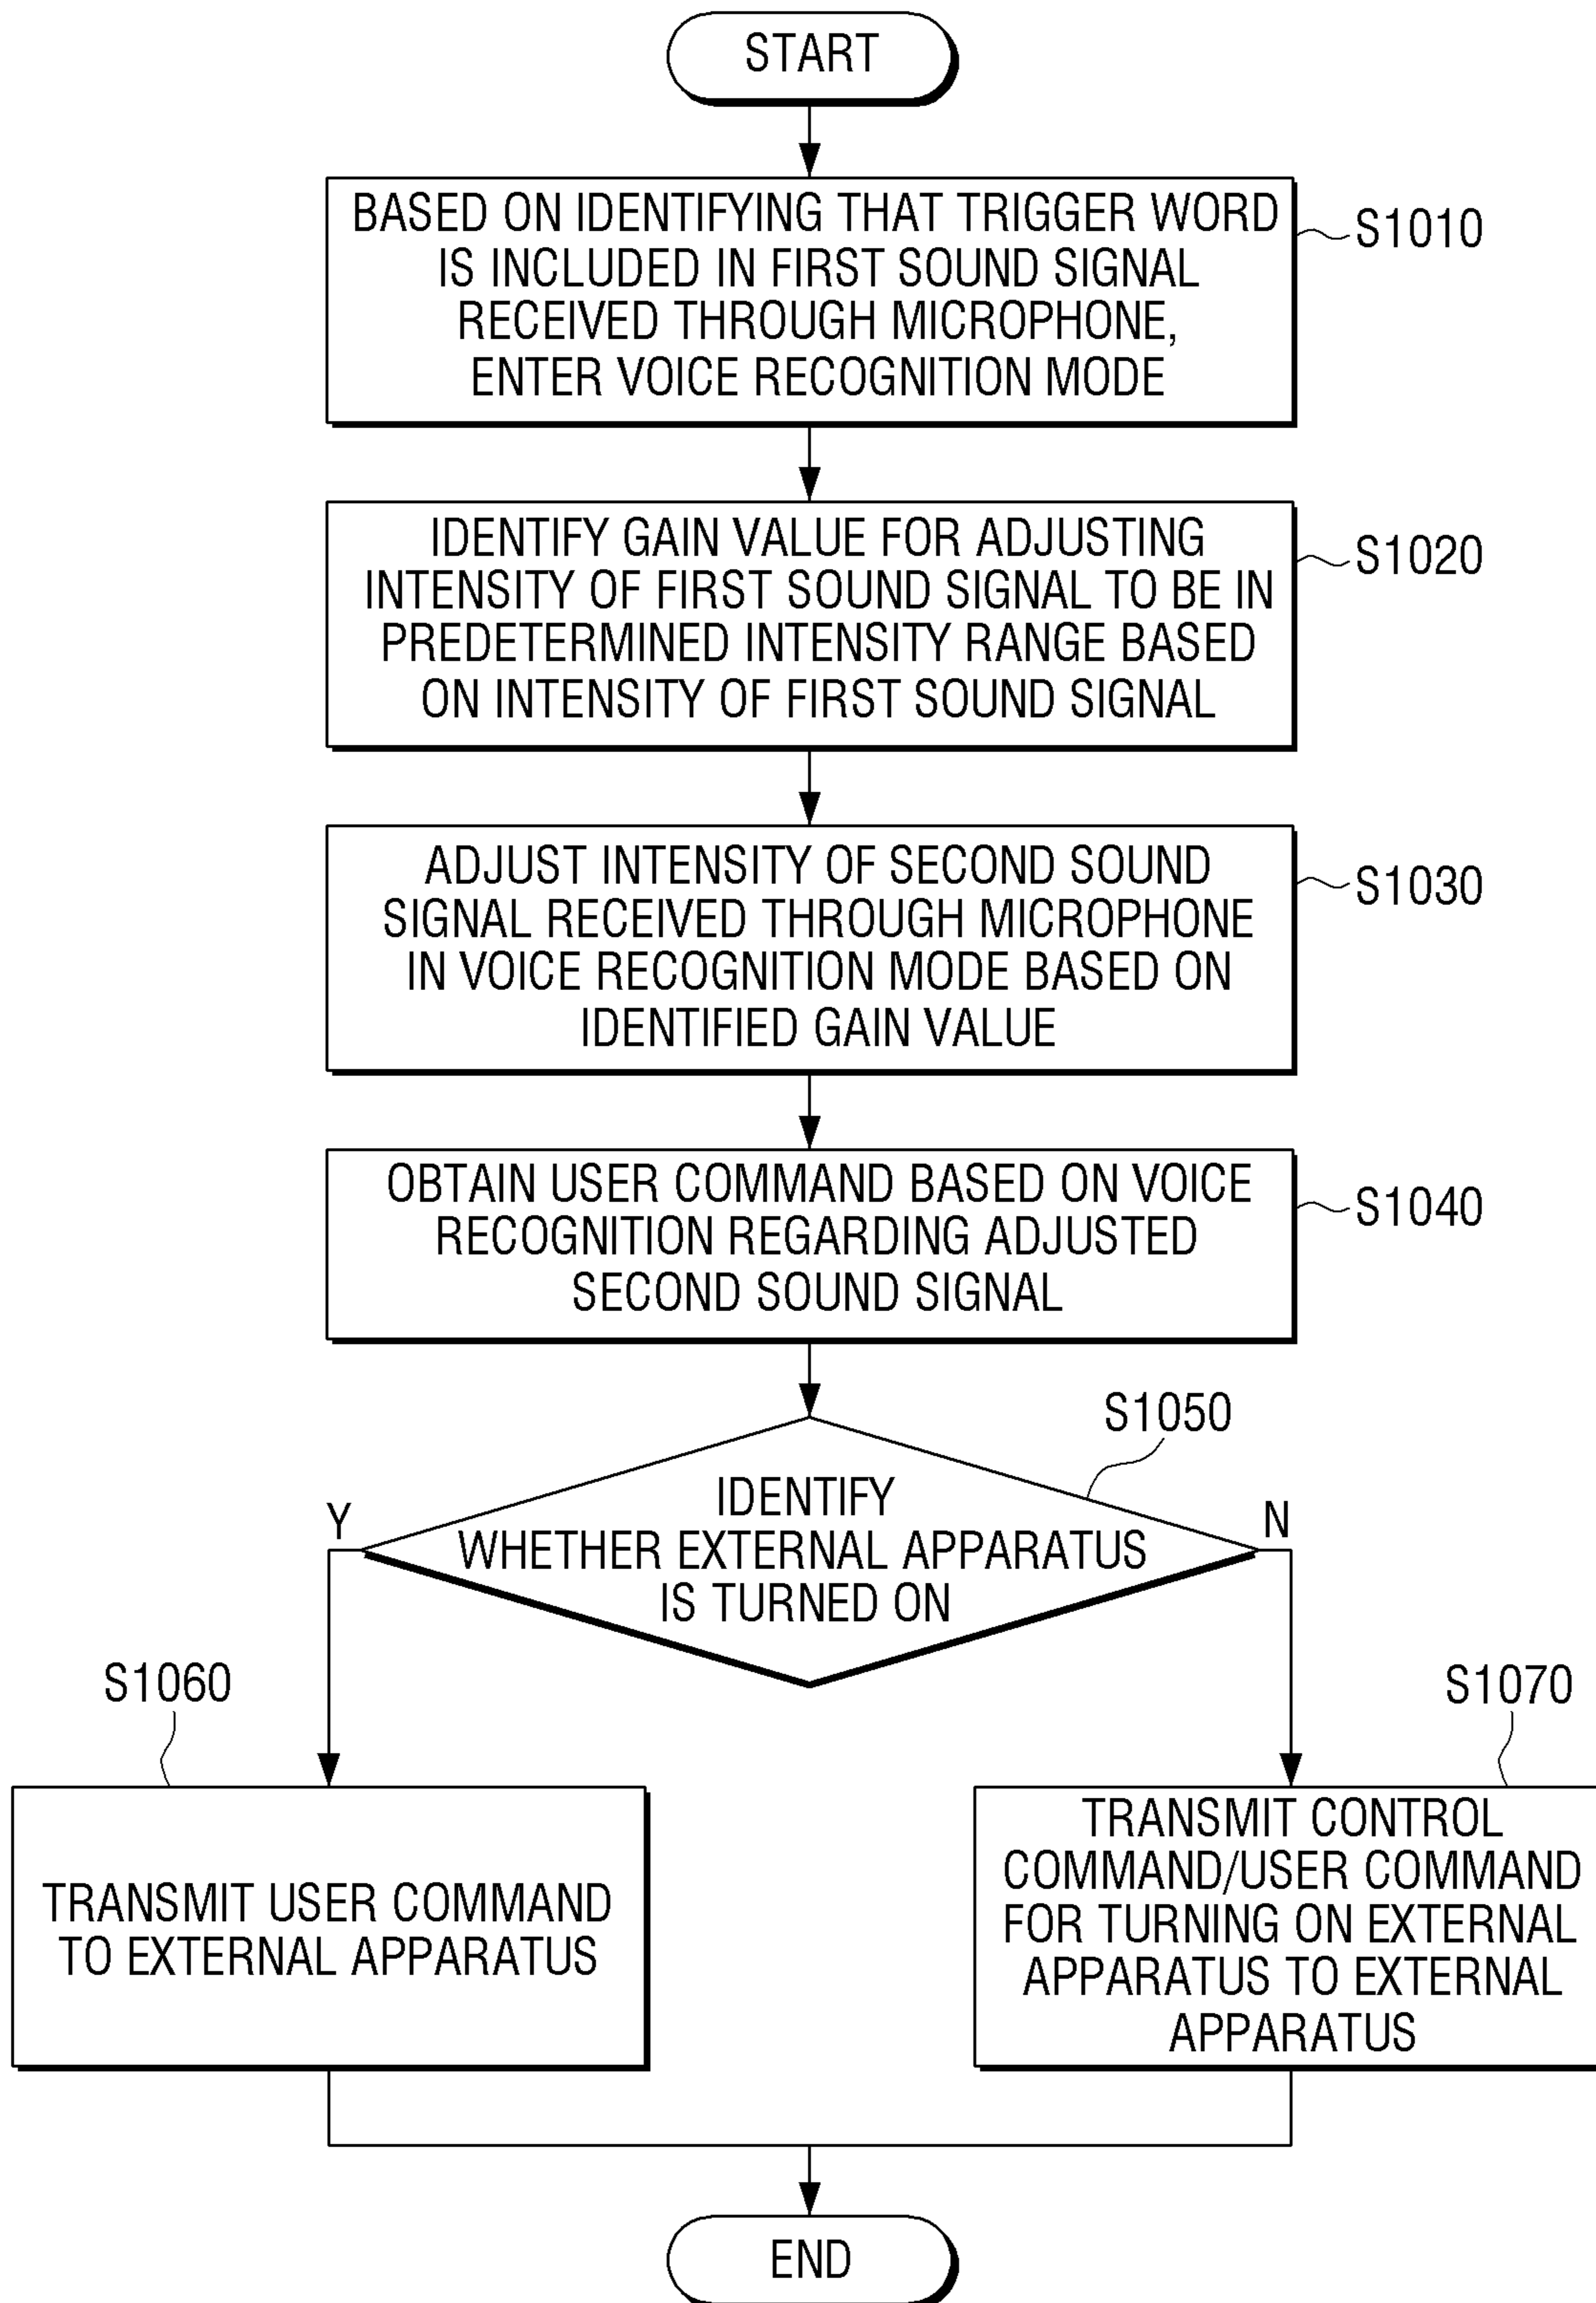 START
BASED ON IDENTIFYING THAT TRIGGER WORD
IS INCLUDED IN FIRST SOUND SIGNAL
RECEIVED THROUGH MICROPHONE,
ENTER VOICE RECOGNITION MODE
S1010
IDENTIFY GAIN VALUE FOR ADJUSTING
INTENSITY OF FIRST SOUND SIGNAL TO BE IN
PREDETERMINED INTENSITY RANGE BASED
ON INTENSITY OF FIRST SOUND SIGNAL
S1020
ADJUST INTENSITY OF SECOND SOUND
SIGNAL RECEIVED THROUGH MICROPHONE
IN VOICE RECOGNITION MODE BASED ON
IDENTIFIED GAIN VALUE
S1030
OBTAIN USER COMMAND BASED ON VOICE
RECOGNITION REGARDING ADJUSTED
SECOND SOUND SIGNAL
S1040
S1050
IDENTIFY
WHETHER EXTERNAL APPARATUS
IS TURNED ON
Y
N
S1060
TRANSMIT USER COMMAND
TO EXTERNAL APPARATUS
S1070
TRANSMIT CONTROL
COMMAND/USER COMMAND
FOR TURNING ON EXTERNAL
APPARATUS TO EXTERNAL
APPARATUS
END